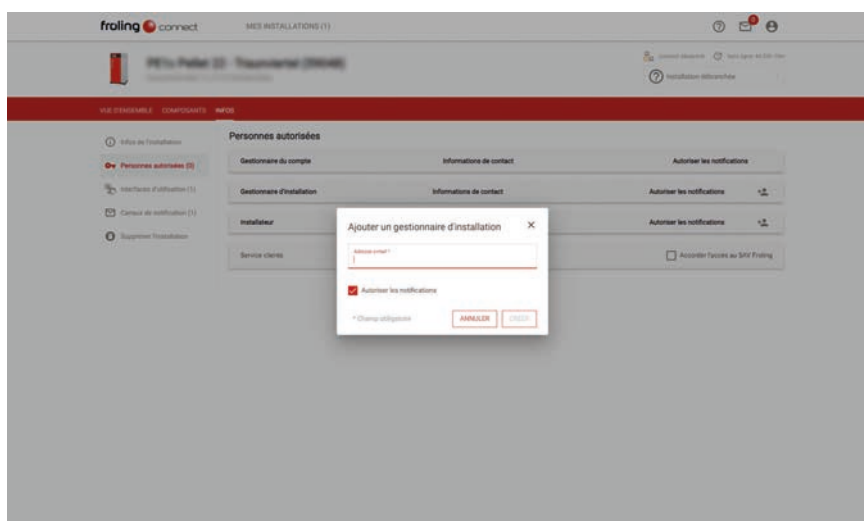 froling connect
MES INSTALLATIONS (1)
Installation débranchée
VUE D'ENSEMBLE COMPOSANTS INFOS
Infos de l'installation
Personnes autorisées (0)
Interfaces d'utilisation (1)
Canaux de notification (1)
Supprimer l'installation
Personnes autorisées
Gestionnaire du compte Informations de contact Autoriser les notifications
Gestionnaire d'installation Informations de contact Autoriser les notifications
Installateur Autoriser les notifications
Service clients Accorder l'accès au SAV Froling
Ajouter un gestionnaire d'installation
Adresse e-mail *
Autoriser les notifications
* Champ obligatoire ANNULER CRÉER